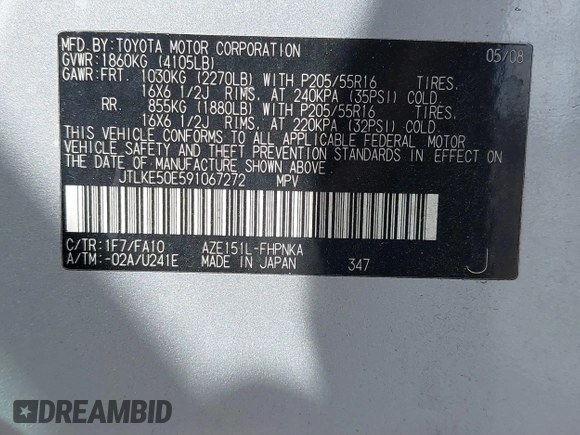 MFD.BY:TOYOTA MOTOR CORPORATION 05/08
GVWR:1860KG (4105LB)
GAWR:FRT. 1030KG (2270LB) WITH P205/55R16 TIRES,
16X6 1/2J RIMS, AT 240KPA (35PSI) COLD.
RR. 855KG (1880LB) WITH P205/55R16 TIRES,
16X6 1/2J RIMS, AT 220KPA (32PSI) COLD.
THIS VEHICLE CONFORMS TO ALL APPLICABLE FEDERAL MOTOR
VEHICLE SAFETY AND THEFT PREVENTION STANDARDS IN EFFECT ON
THE DATE OF MANUFACTURE SHOWN ABOVE.
JTLKE50E591067272 MPV
C/TR:1F7/FA10 AZE151L-FHPNKA
A/TM:-02A/U241E MADE IN JAPAN 347 J
DREAMBID